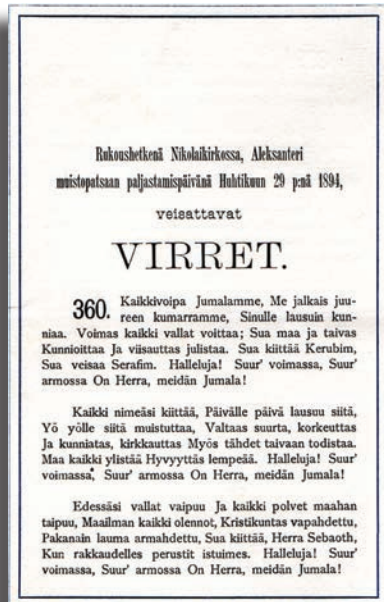 Rukoushetkenä Nikolaikirkossa, Aleksanteri
muistopatsaan paljastamispäivänä Huhtikuun 29 p:nä 1894,
veisattavat
VIRRET.
360. Kaikkivoipa Jumalamme, Me jalkais juu-
reen kumarramme, Sinulle lausuin kun-
niaa. Voimas kaikki vallat voittaa; Sua maa ja taivas
Kunnioittaa Ja viisauttas julistaa. Sua kiittää Kerubim,
Sua veisaa Serafim. Halleluja! Suur' voimassa, Suur'
armossa On Herra, meidän Jumala!
Kaikki nimeäsi kiittää, Päivälle päivä lausuu siitä,
Yö yölle siitä muistuttaa, Valtaas suurta, korkeuttas
Ja kunniatas, kirkkauttas Myös tähdet taivaan todistaa.
Maa kaikki ylistää Hyvyyttäs lempeää. Halleluja! Suur'
voimassa, Suur' armossa On Herra, meidän Jumala!
Edessäsi vallat vaipuu Ja kaikki polvet maahan
taipuu, Maailman kaikki olennot, Kristikuntas vapahdettu,
Pakanain lauma armahdettu, Sua kiittää, Herra Sebaoth,
Kun rakkaudelles perustit istuimes. Halleluja! Suur'
voimassa, Suur' armossa On Herra, meidän Jumala!